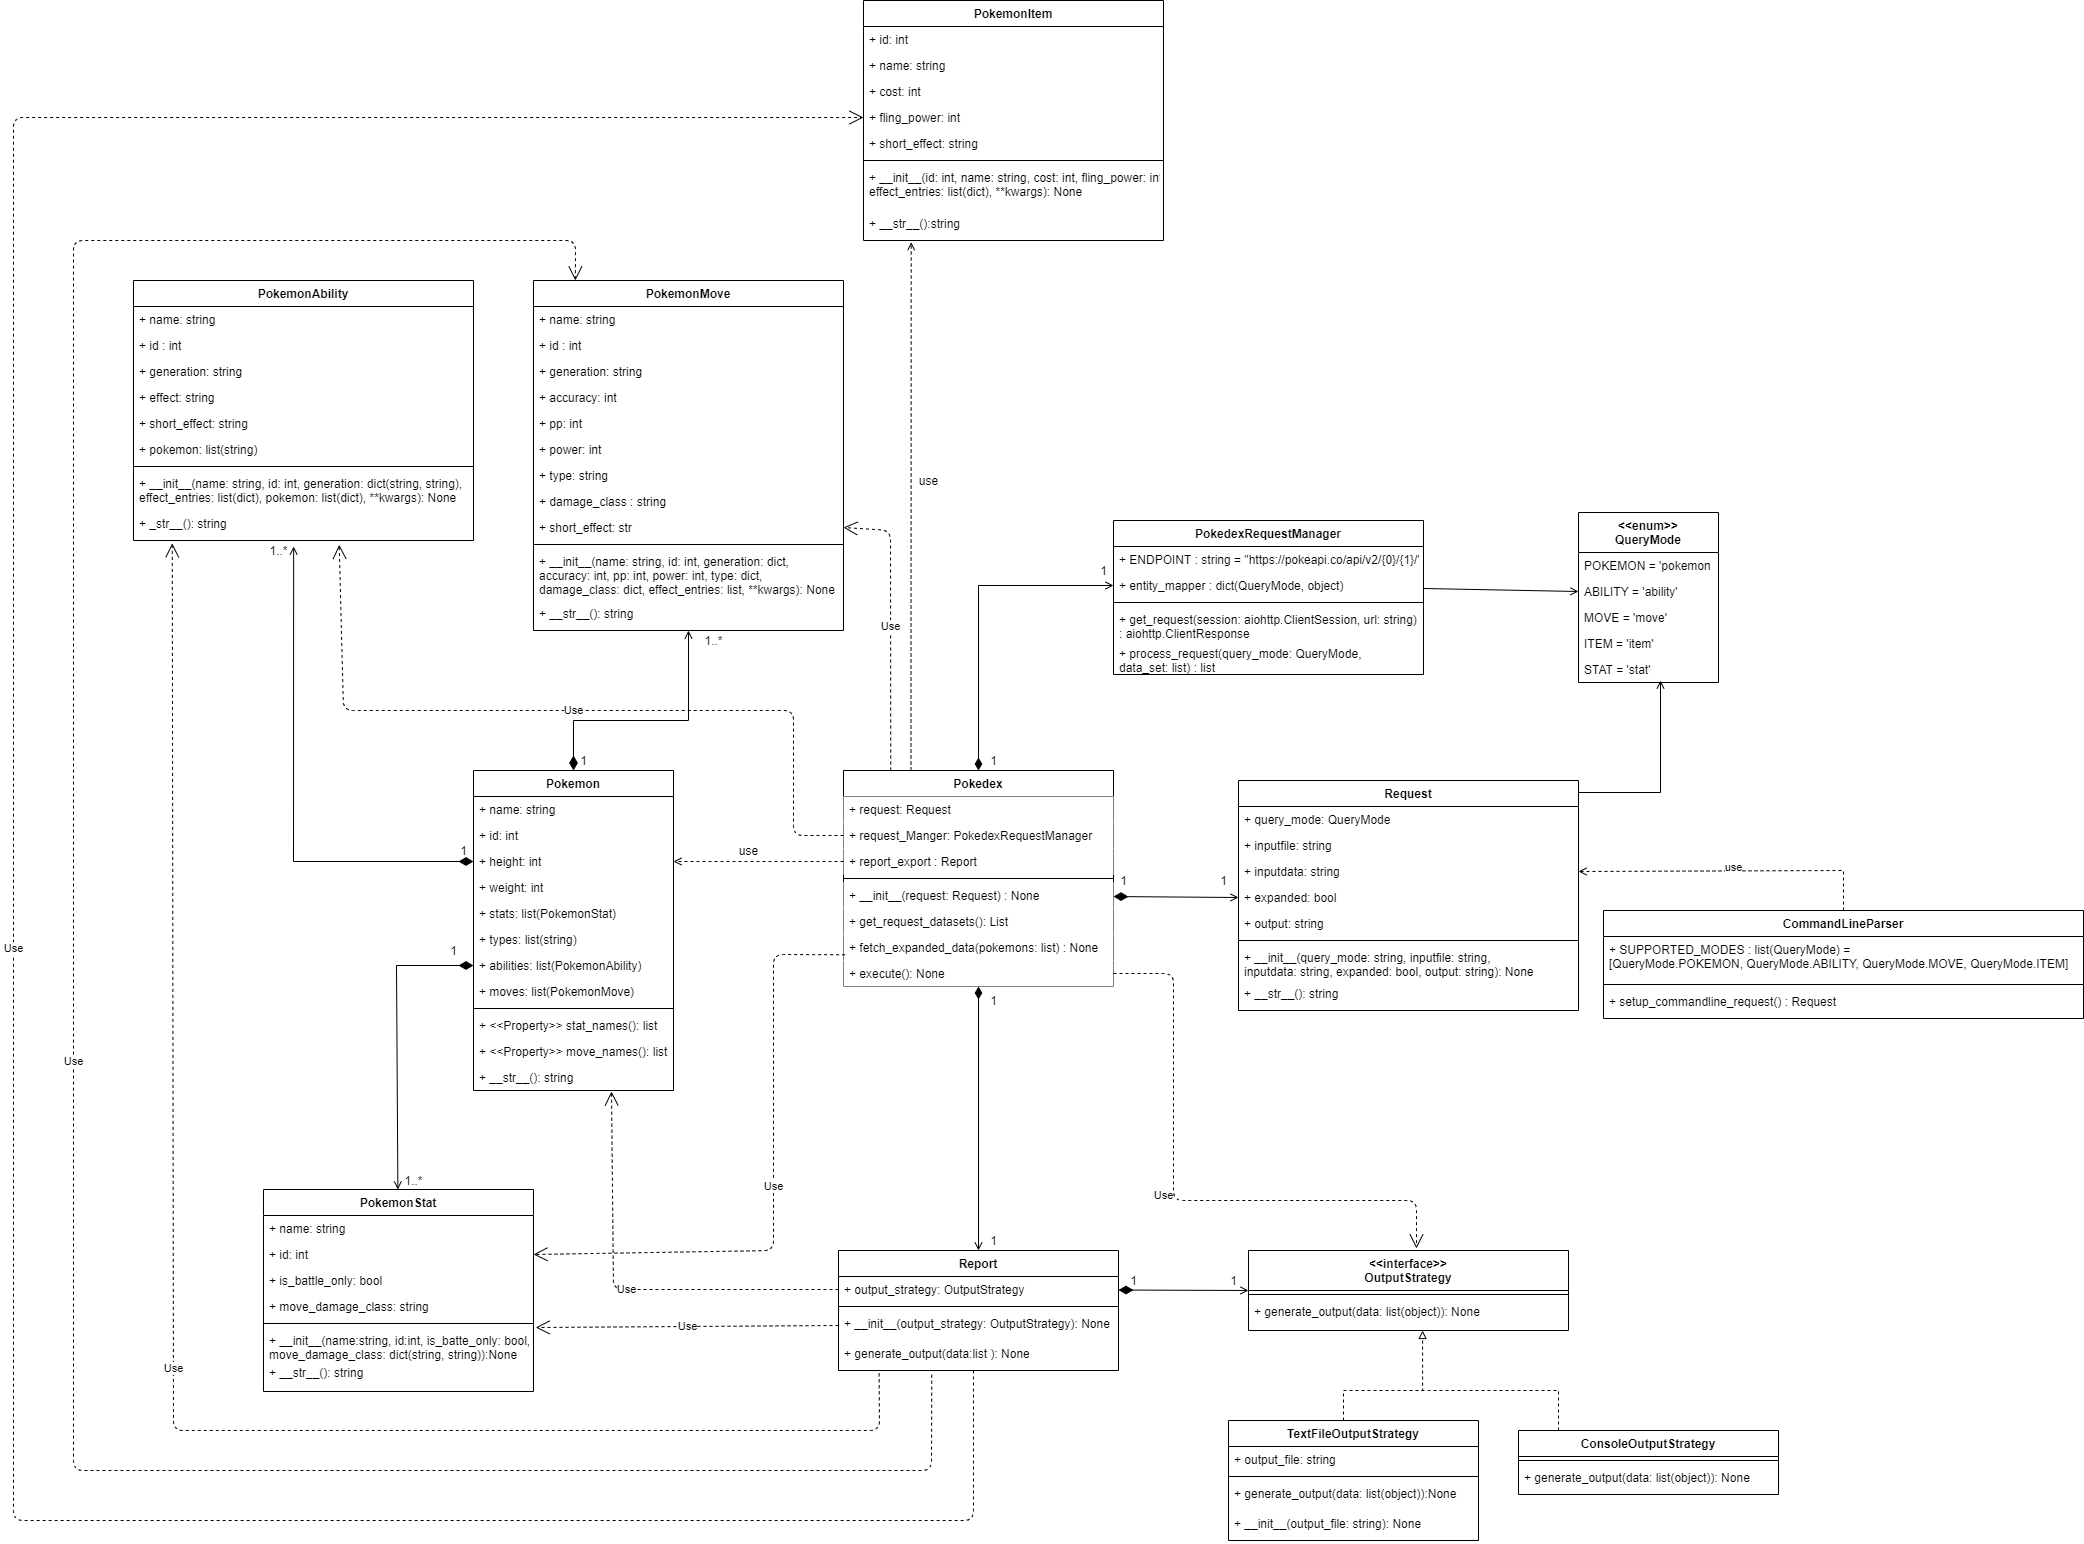 PokemonItem
+ id: int
+ name: string
+ cost: int
+ fling_power: int
+ short_effect: string
+ __init__(id: int, name: string, cost: int, fling_power: in
effect_entries: list(dict), **kwargs): None
+ __str__():string
PokemonAbility
+ name: string
+ id : int
+ generation: string
+ effect: string
+ short_effect: string
+ pokemon: list(string)
+ __init__(name: string, id: int, generation: dict(string, string),
effect_entries: list(dict), pokemon: list(dict), **kwargs): None
+ _str__(): string
1..*
PokemonMove
+ name: string
+ id : int
+ generation: string
+ accuracy: int
+ pp: int
+ power: int
+ type: string
+ damage_class : string
+ short_effect: str
+ __init__(name: string, id: int, generation: dict,
accuracy: int, pp: int, power: int, type: dict,
damage_class: dict, effect_entries: list, **kwargs): None
+ __str__(): string
1..*
use
Use
Use
PokedexRequestManager
+ ENDPOINT : string = "https://pokeapi.co/api/v2/{0}/{1}/'
+ entity_mapper : dict(QueryMode, object)
+ get_request(session: aiohttp.ClientSession, url: string)
: aiohttp.ClientResponse
+ process_request(query_mode: QueryMode,
data_set: list) : list
1
<<enum>>
QueryMode
POKEMON = 'pokemon
ABILITY = 'ability'
MOVE = 'move'
ITEM = 'item'
STAT = 'stat'
1
Pokemon
+ name: string
+ id: int
+ height: int
+ weight: int
+ stats: list(PokemonStat)
+ types: list(string)
+ abilities: list(PokemonAbility)
+ moves: list(PokemonMove)
+ <<Property>> stat_names(): list
+ <<Property>> move_names(): list
+ __str__(): string
1
1
use
1
Pokedex
+ request: Request
+ request_Manger: PokedexRequestManager
+ report_export : Report
+ __init__(request: Request) : None
+ get_request_datasets(): List
+ fetch_expanded_data(pokemons: list) : None
+ execute(): None
1
1
1
Request
+ query_mode: QueryMode
+ inputfile: string
+ inputdata: string
+ expanded: bool
+ output: string
+ __init__(query_mode: string, inputfile: string,
inputdata: string, expanded: bool, output: string): None
+ __str__(): string
use
CommandLineParser
+ SUPPORTED_MODES : list(QueryMode) =
[QueryMode.POKEMON, QueryMode.ABILITY, QueryMode.MOVE, QueryMode.ITEM]
+ setup_commandline_request() : Request
Use
Use
Use
Use
1..*
PokemonStat
+ name: string
+ id: int
+ is_battle_only: bool
+ move_damage_class: string
+ __init__(name:string, id:int, is_batte_only: bool,
move_damage_class: dict(string, string)):None
+ __str__(): string
Use
Use
Use
1
Report
+ output_strategy: OutputStrategy
+ __init__(output_strategy: OutputStrategy): None
+ generate_output(data:list ): None
1
1
<<interface>>
OutputStrategy
+ generate_output(data: list(object)): None
TextFileOutputStrategy
+ output_file: string
+ generate_output(data: list(object)):None
+ __init__(output_file: string): None
ConsoleOutputStrategy
+ generate_output(data: list(object)): None